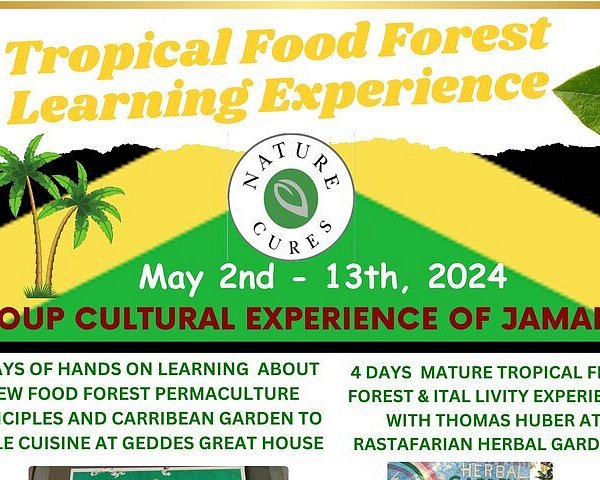 Tropical Food Forest
Learning Experience
NATURE
CURES
May 2nd - 13th, 2024
OUP CULTURAL EXPERIENCE OF JAMA
AYS OF HANDS ON LEARNING ABOUT
EW FOOD FOREST PERMACULTURE
NCIPLES AND CARRIBEAN GARDEN TO
LE CUISINE AT GEDDES GREAT HOUSE
4 DAYS MATURE TROPICAL F
FOREST & ITAL LIVITY EXPERIE
WITH THOMAS HUBER AT
RASTAFARIAN HERBAL GARD
HERBAL